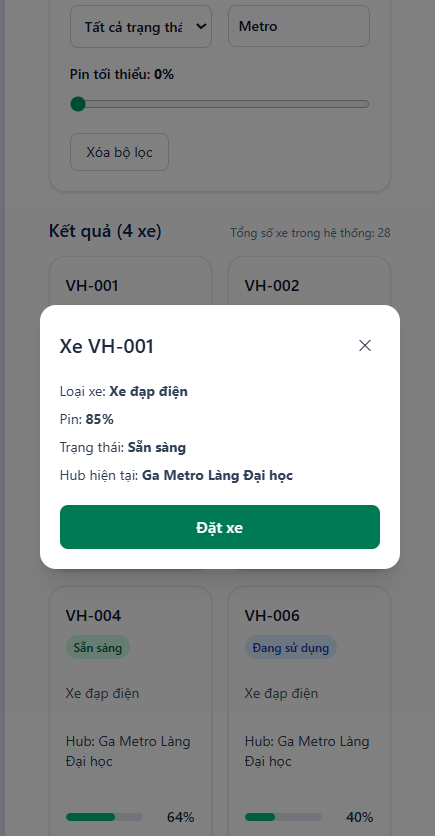 Tất cả trạng thá
Metro
Pin tối thiểu: 0%
Xóa bộ lọc
Kết quả (4 xe)
Tổng số xe trong hệ thống: 28
VH-001
VH-002
Xe VH-001
Loại xe: Xe đạp điện
Pin: 85%
Trạng thái: Sẵn sàng
Hub hiện tại: Ga Metro Làng Đại học
Đặt xe
VH-004
Sẵn sàng
Xe đạp điện
Hub: Ga Metro Làng
Đại học
64%
VH-006
Đang sử dụng
Xe đạp điện
Hub: Ga Metro Làng
Đại học
40%